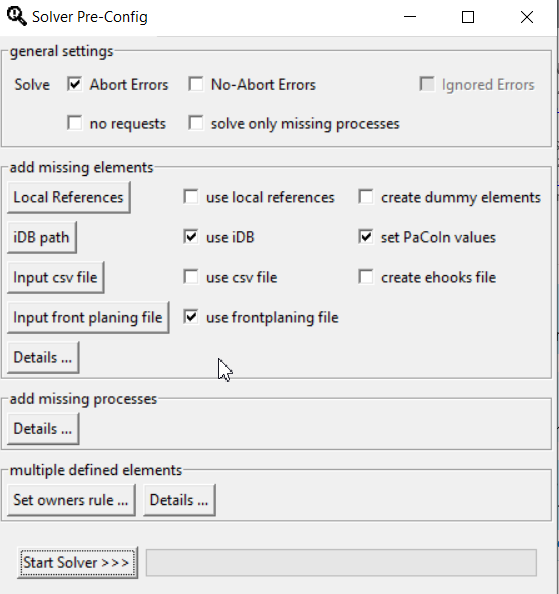 Solver Pre-Config
general settings
Solve Abort Errors No-Abort Errors Ignored Errors
no requests solve only missing processes
add missing elements
Local References use local references create dummy elements
iDB path use iDB set PaCoIn values
Input csv file use csv file create ehooks file
Input front planing file use frontplaning file
Details ...
add missing processes
Details ...
multiple defined elements
Set owners rule ... Details ...
Start Solver >>>